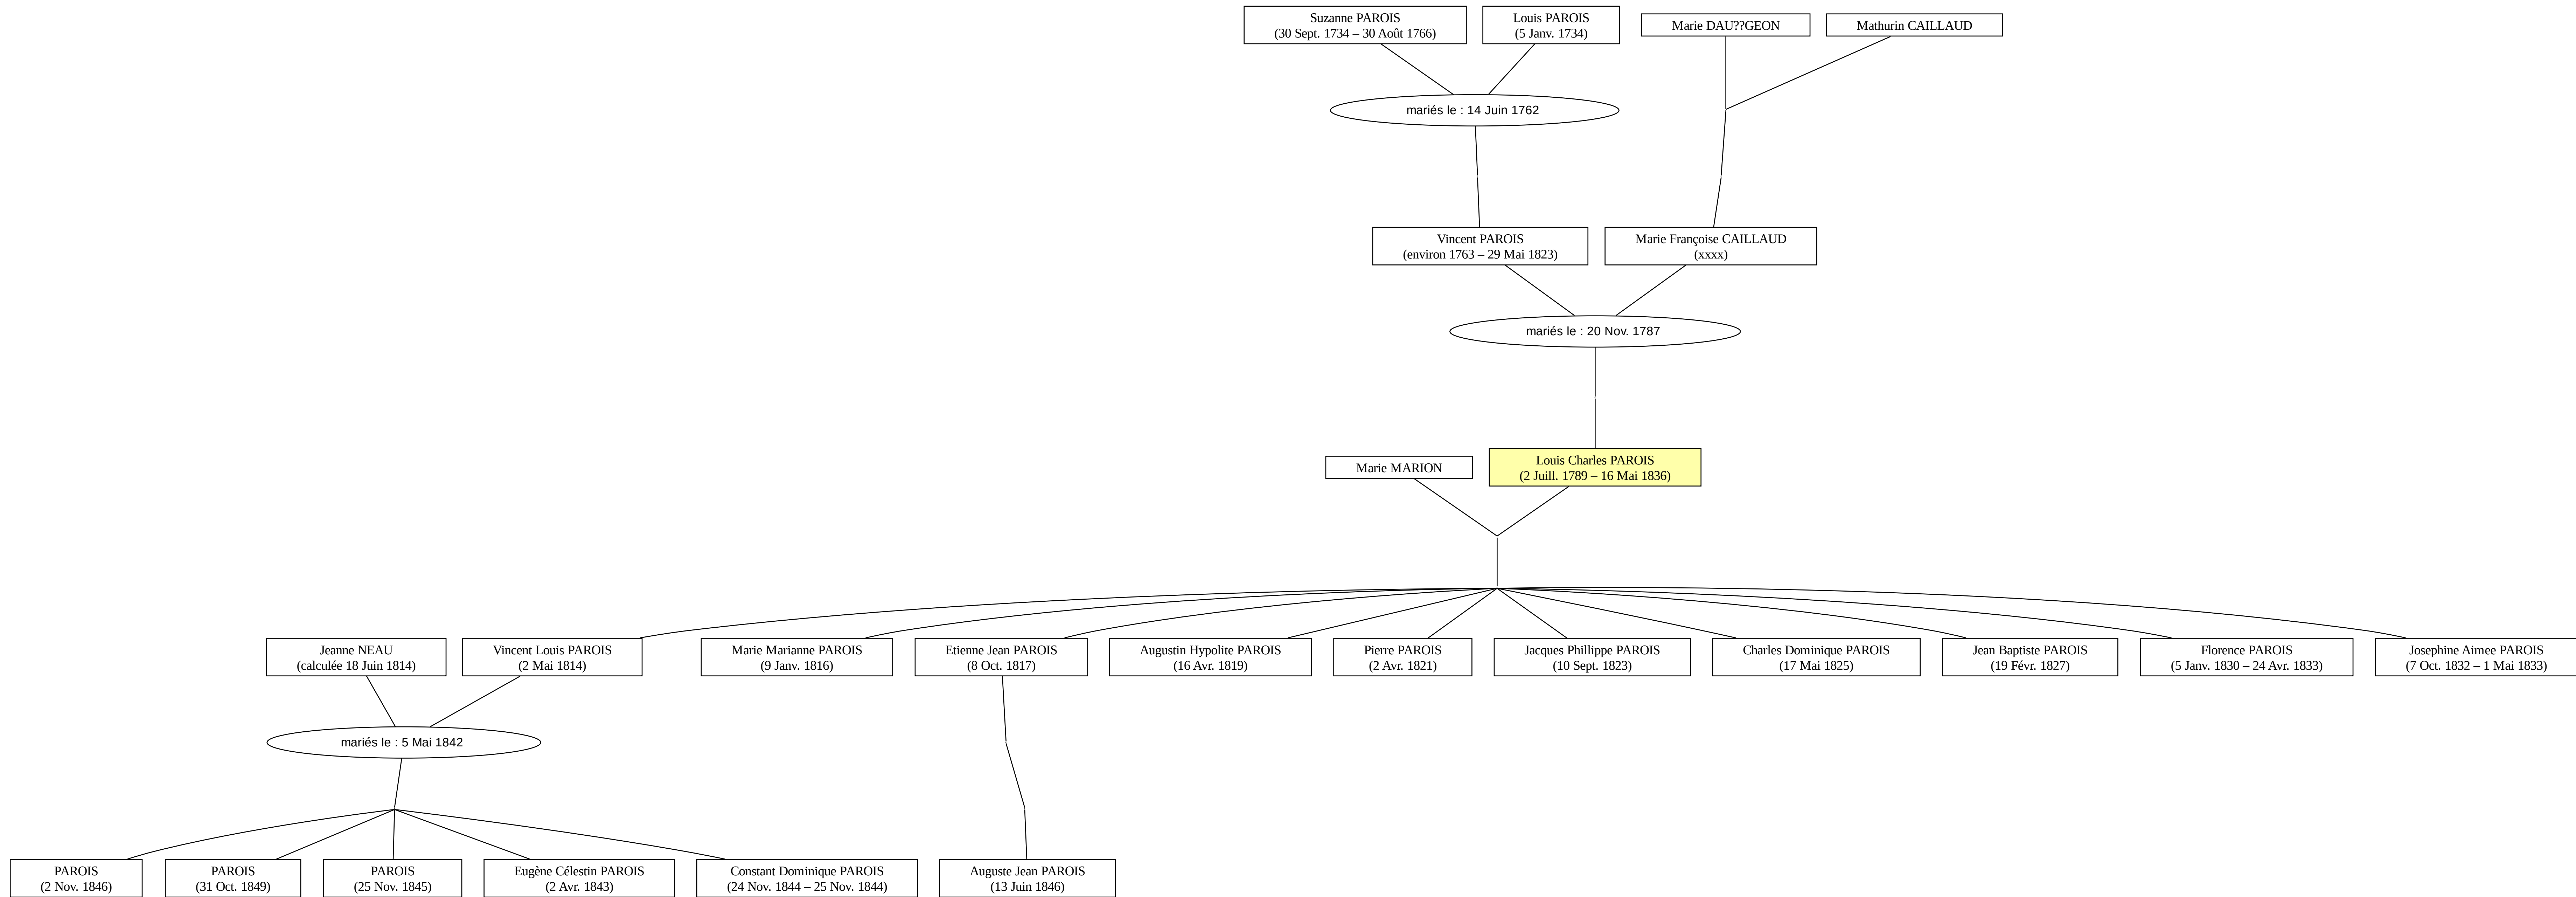 Suzanne PAROIS
(30 Sept. 1734 – 30 Août 1766)
Louis PAROIS
(5 Janv. 1734)
Marie DAU??GEON
Mathurin CAILLAUD
mariés le : 14 Juin 1762
Vincent PAROIS
(environ 1763 – 29 Mai 1823)
Marie Françoise CAILLAUD
(xxxx)
mariés le : 20 Nov. 1787
Marie MARION
Louis Charles PAROIS
(2 Juill. 1789 – 16 Mai 1836)
Jeanne NEAU
(calculée 18 Juin 1814)
Vincent Louis PAROIS
(2 Mai 1814)
Marie Marianne PAROIS
(9 Janv. 1816)
Etienne Jean PAROIS
(8 Oct. 1817)
Augustin Hypolite PAROIS
(16 Avr. 1819)
Pierre PAROIS
(2 Avr. 1821)
Jacques Phillippe PAROIS
(10 Sept. 1823)
Charles Dominique PAROIS
(17 Mai 1825)
Jean Baptiste PAROIS
(19 Févr. 1827)
Florence PAROIS
(5 Janv. 1830 – 24 Avr. 1833)
Josephine Aimee PAROIS
(7 Oct. 1832 – 1 Mai 1833)
mariés le : 5 Mai 1842
PAROIS
(2 Nov. 1846)
PAROIS
(31 Oct. 1849)
PAROIS
(25 Nov. 1845)
Eugène Célestin PAROIS
(2 Avr. 1843)
Constant Dominique PAROIS
(24 Nov. 1844 – 25 Nov. 1844)
Auguste Jean PAROIS
(13 Juin 1846)